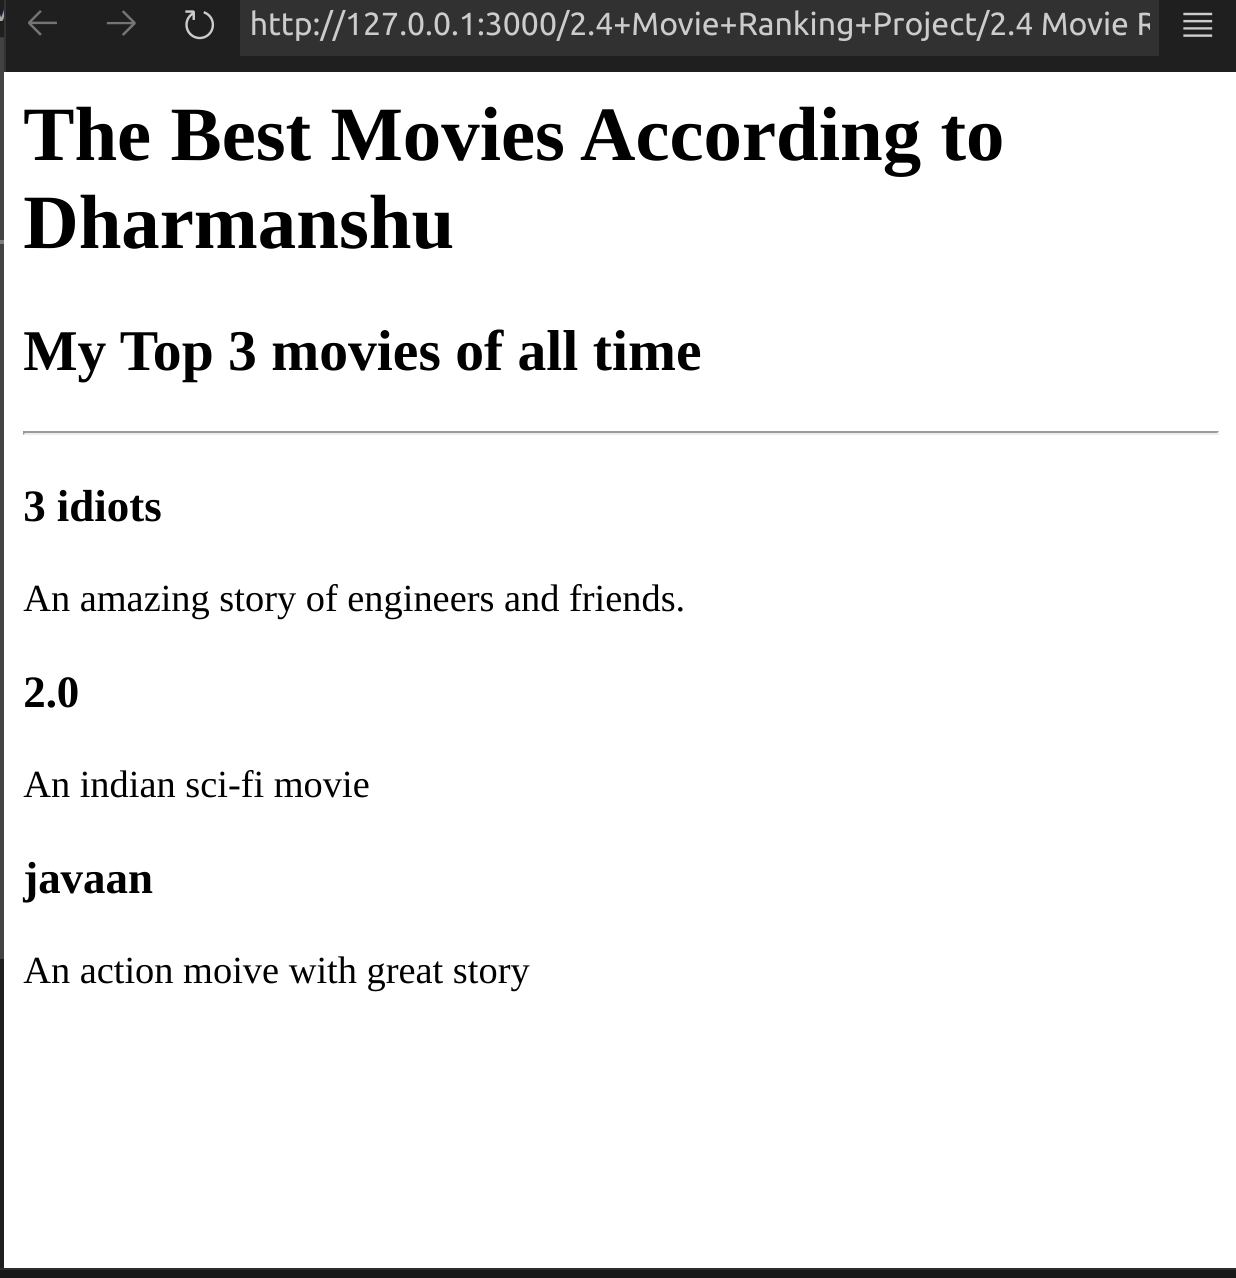 http://127.0.0.1:3000/2.4+Movie+Ranking+Project/2.4 Movie
The Best Movies According to
Dharmanshu
My Top 3 movies of all time
3 idiots
An amazing story of engineers and friends.
2.0
An indian sci-fi movie
javaan
An action moive with great story